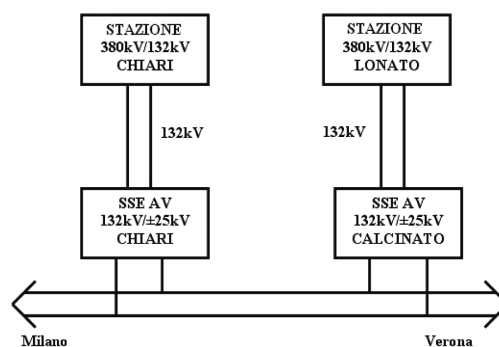 STAZIONE
380kV/132kV
CHIARI
STAZIONE
380kV/132kV
LONATO
132kV
132kV
SSE AV
132kV/±25kV
CHIARI
SSE AV
132kV/±25kV
CALCINATO
Milano
Verona